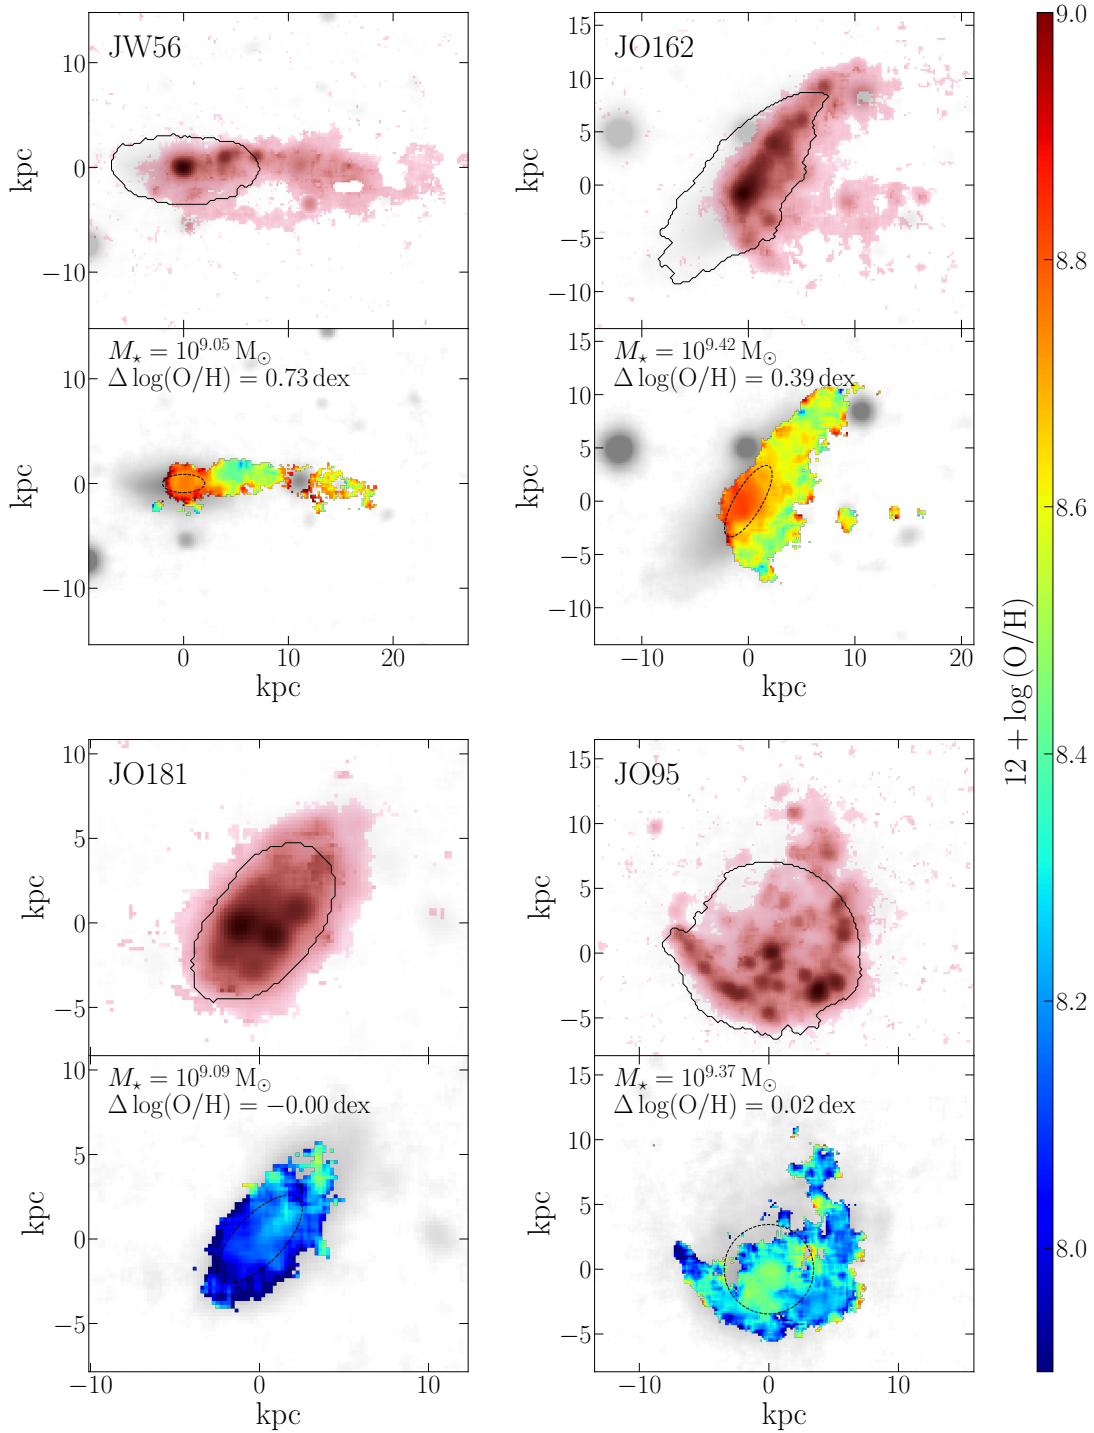 JW56
10
0
−10
kpc
JO162
15
10
5
0
−5
−10
kpc
M⋆ = 10^9.05 M⊙
Δ log(O/H) = 0.73 dex
10
0
−10
kpc
0
10
20
kpc
M⋆ = 10^9.42 M⊙
Δ log(O/H) = 0.39 dex
15
10
5
0
−5
−10
kpc
−10
0
10
20
kpc
JO181
10
5
0
−5
kpc
JO95
15
10
5
0
−5
kpc
M⋆ = 10^9.09 M⊙
Δ log(O/H) = −0.00 dex
10
5
0
−5
kpc
−10
0
10
kpc
M⋆ = 10^9.37 M⊙
Δ log(O/H) = 0.02 dex
15
10
5
0
−5
kpc
−10
0
10
kpc
9.0
8.8
8.6
8.4
8.2
8.0
12 + log (O/H)